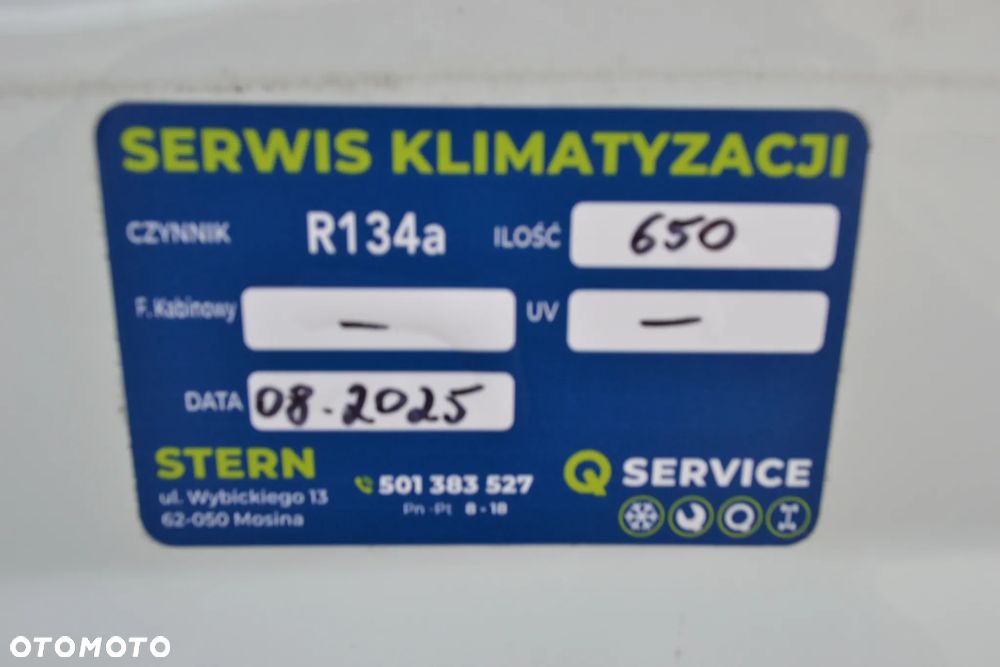 SERWIS KLIMATYZACJI
CZYNNIK R134a ILOŚĆ 650
F. Kabinowy - UV -
DATA 08.2025
STERN
ul. Wybickiego 13
62-050 Mosina
501 383 527
Pn-Pt 8-18
Q SERVICE
OTOMOTO